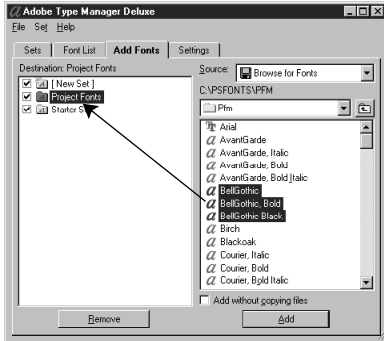 Adobe Type Manager Deluxe
File Set Help
Sets Font List Add Fonts Settings
Destination: Project Fonts
[ New Set ]
Project Fonts
Starter
Source: Browse for Fonts
C:\PSFONTS\PFM
Pfm
Arial
AvantGarde
AvantGarde, Italic
AvantGarde, Bold
AvantGarde, Bold Italic
BellGothic
BellGothic, Bold
BellGothic Black
Birch
Blackoak
Courier, Italic
Courier, Bold
Courier, Bold Italic
Add without copying files
Remove
Add